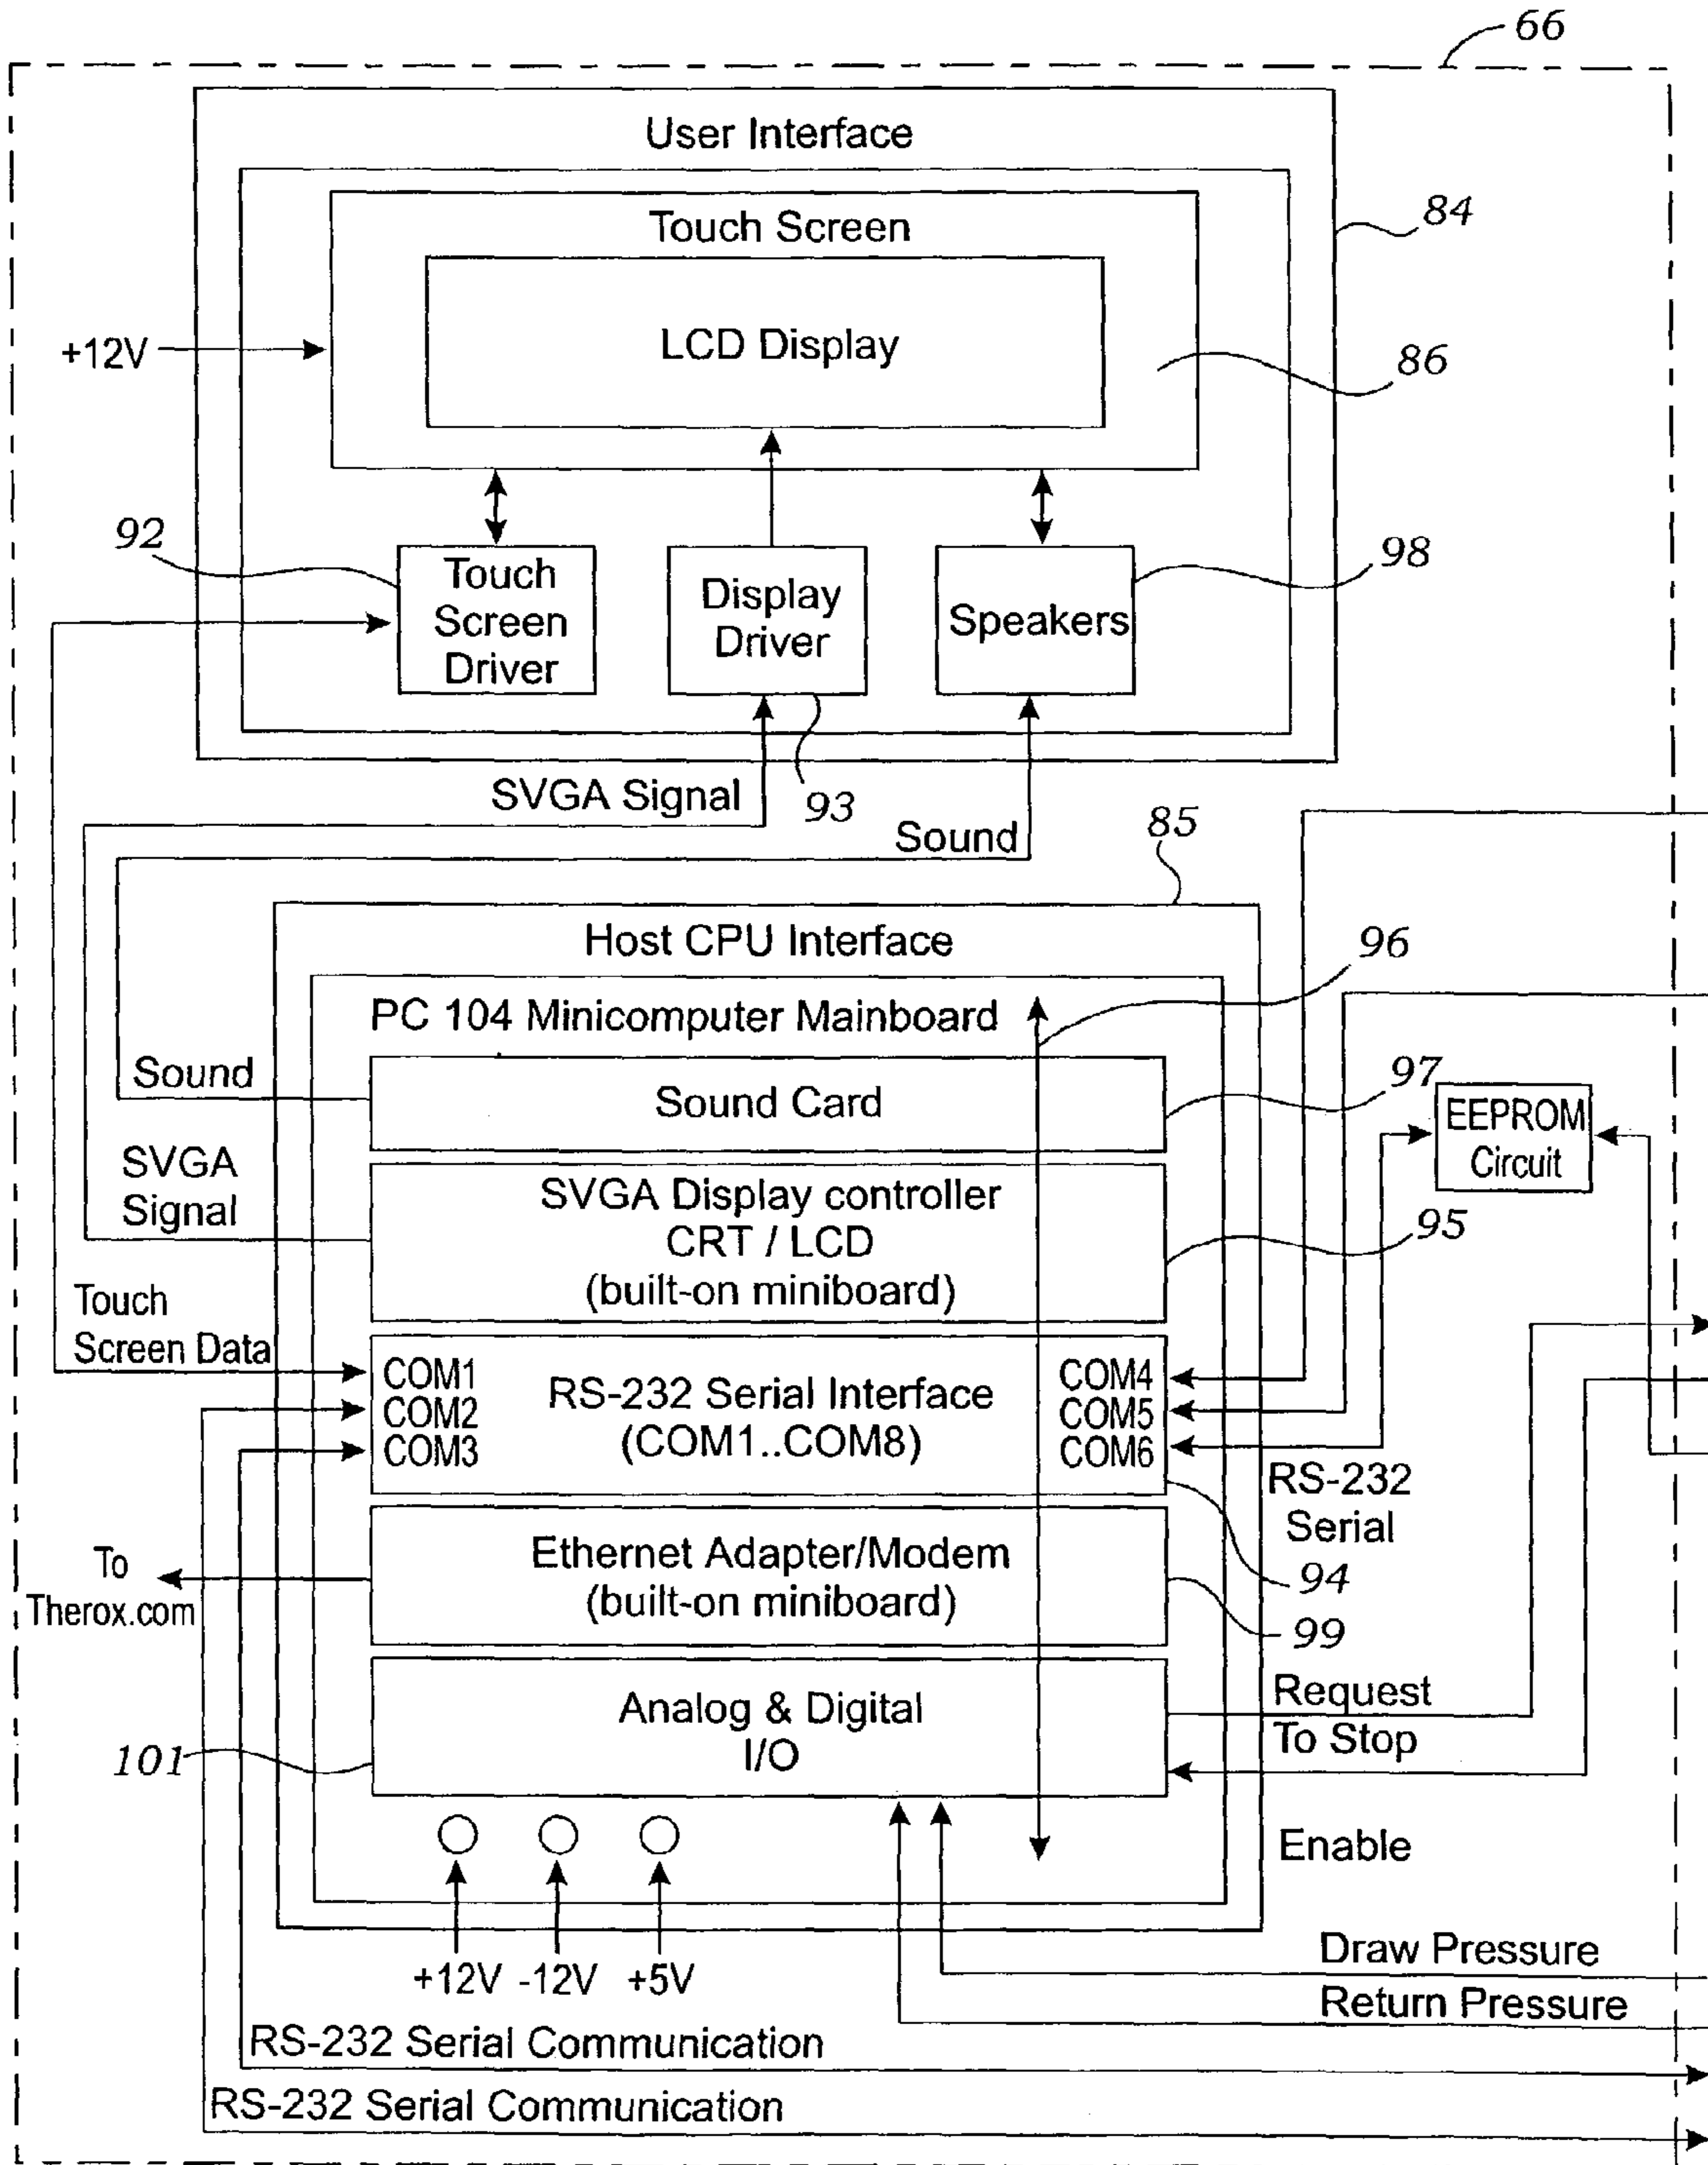 66
User Interface
84
Touch Screen
LCD Display
+12V
86
92
98
Touch
Screen
Driver
Display
Driver
Speakers
SVGA Signal
93
Sound
85
Host CPU Interface
96
PC 104 Minicomputer Mainboard
Sound
Sound Card
97
EEPROM
Circuit
SVGA
Signal
SVGA Display controller
CRT / LCD
(built-on miniboard)
95
Touch
Screen Data
COM1
COM2
COM3
RS-232 Serial Interface
(COM1..COM8)
COM4
COM5
COM6
RS-232
Serial
94
To
Therox.com
Ethernet Adapter/Modem
(built-on miniboard)
99
Analog & Digital
I/O
Request
To Stop
101
Enable
+12V -12V +5V
Draw Pressure
Return Pressure
RS-232 Serial Communication
RS-232 Serial Communication